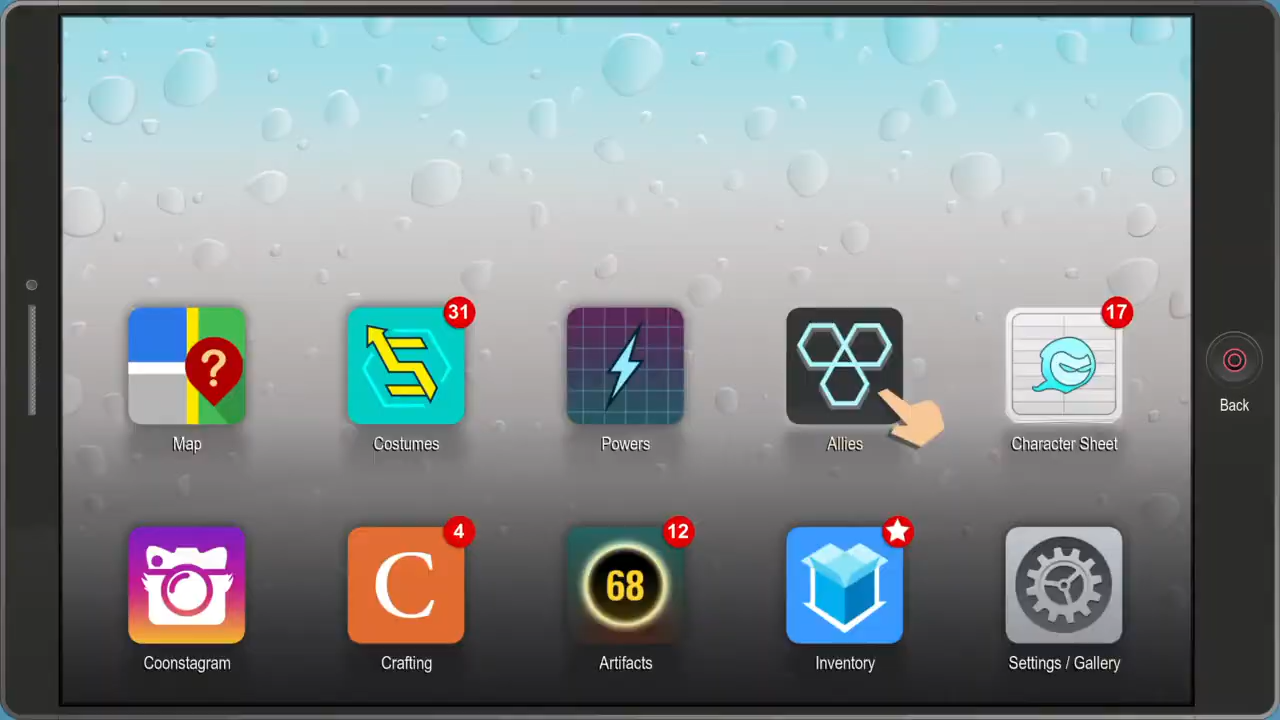 31
17
?
Map
Costumes
Powers
Allies
Character Sheet
Back
4
12
C
68
Coonstagram
Crafting
Artifacts
Inventory
Settings / Gallery